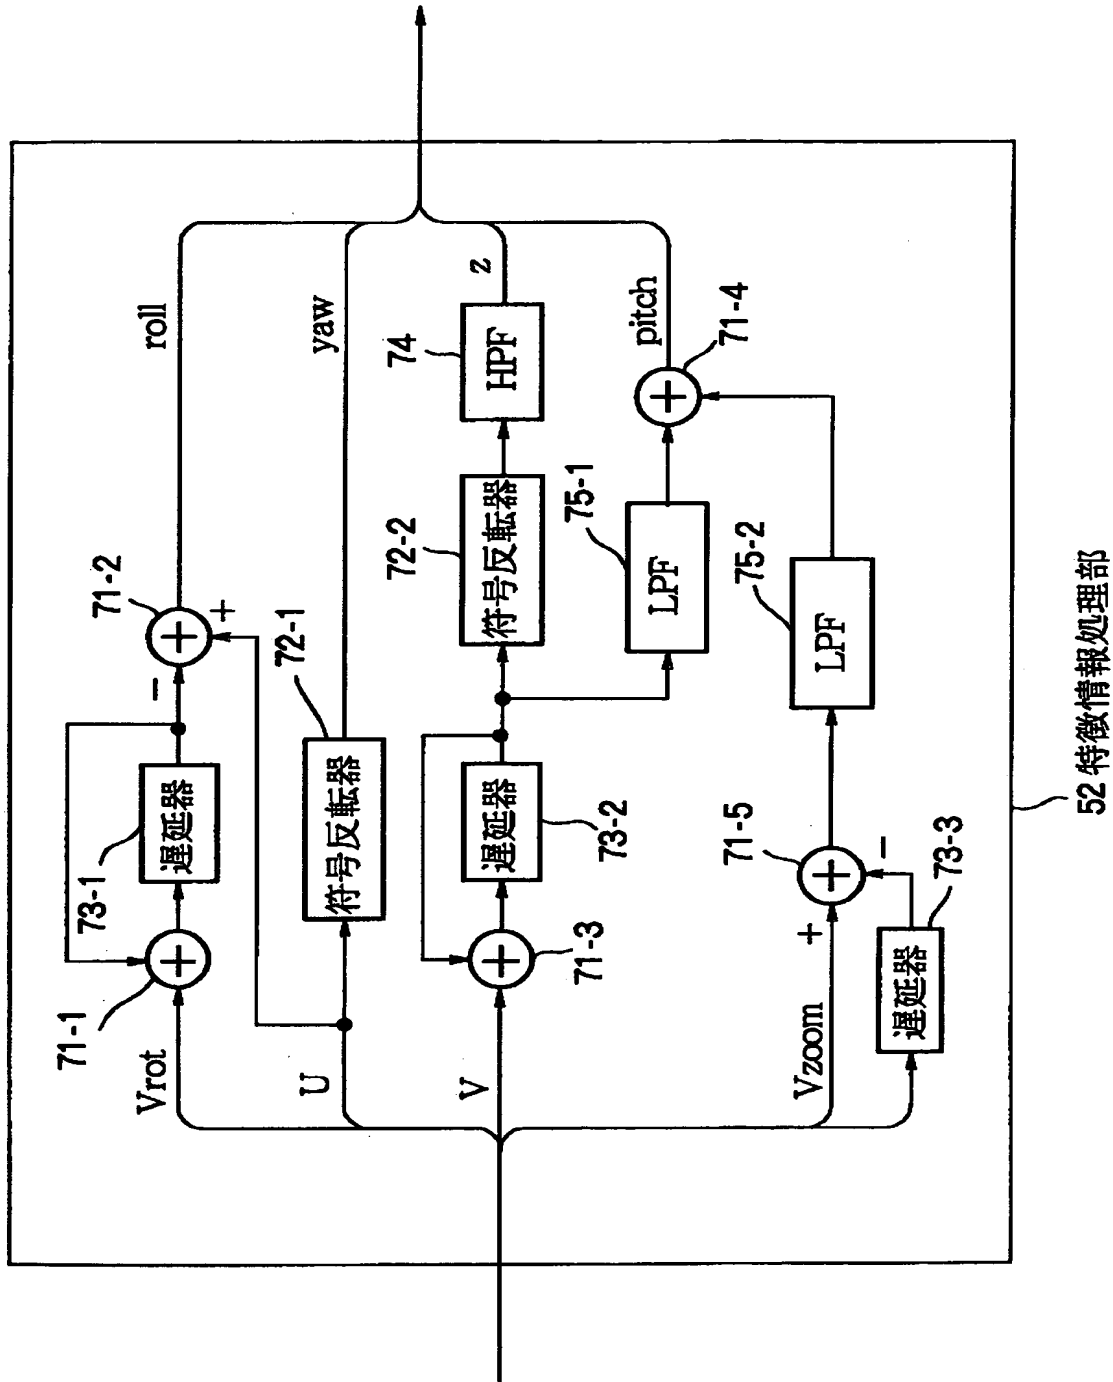 roll
71-2
+
−
遅延器
73-1
71-1
Vrot
yaw
72-1
符号反転器
U
z
74
HPF
72-2
符号反転器
遅延器
73-2
71-3
V
pitch
71-4
75-1
LPF
75-2
LPF
71-5
+
−
Vzoom
遅延器
73-3
52 特徴情報処理部